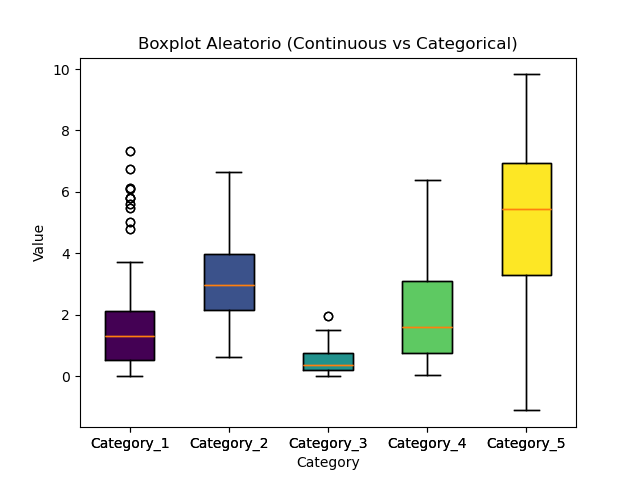 Boxplot Aleatorio (Continuous vs Categorical)
10
8
6
4
2
0
Value
Category_1 Category_2 Category_3 Category_4 Category_5
Category